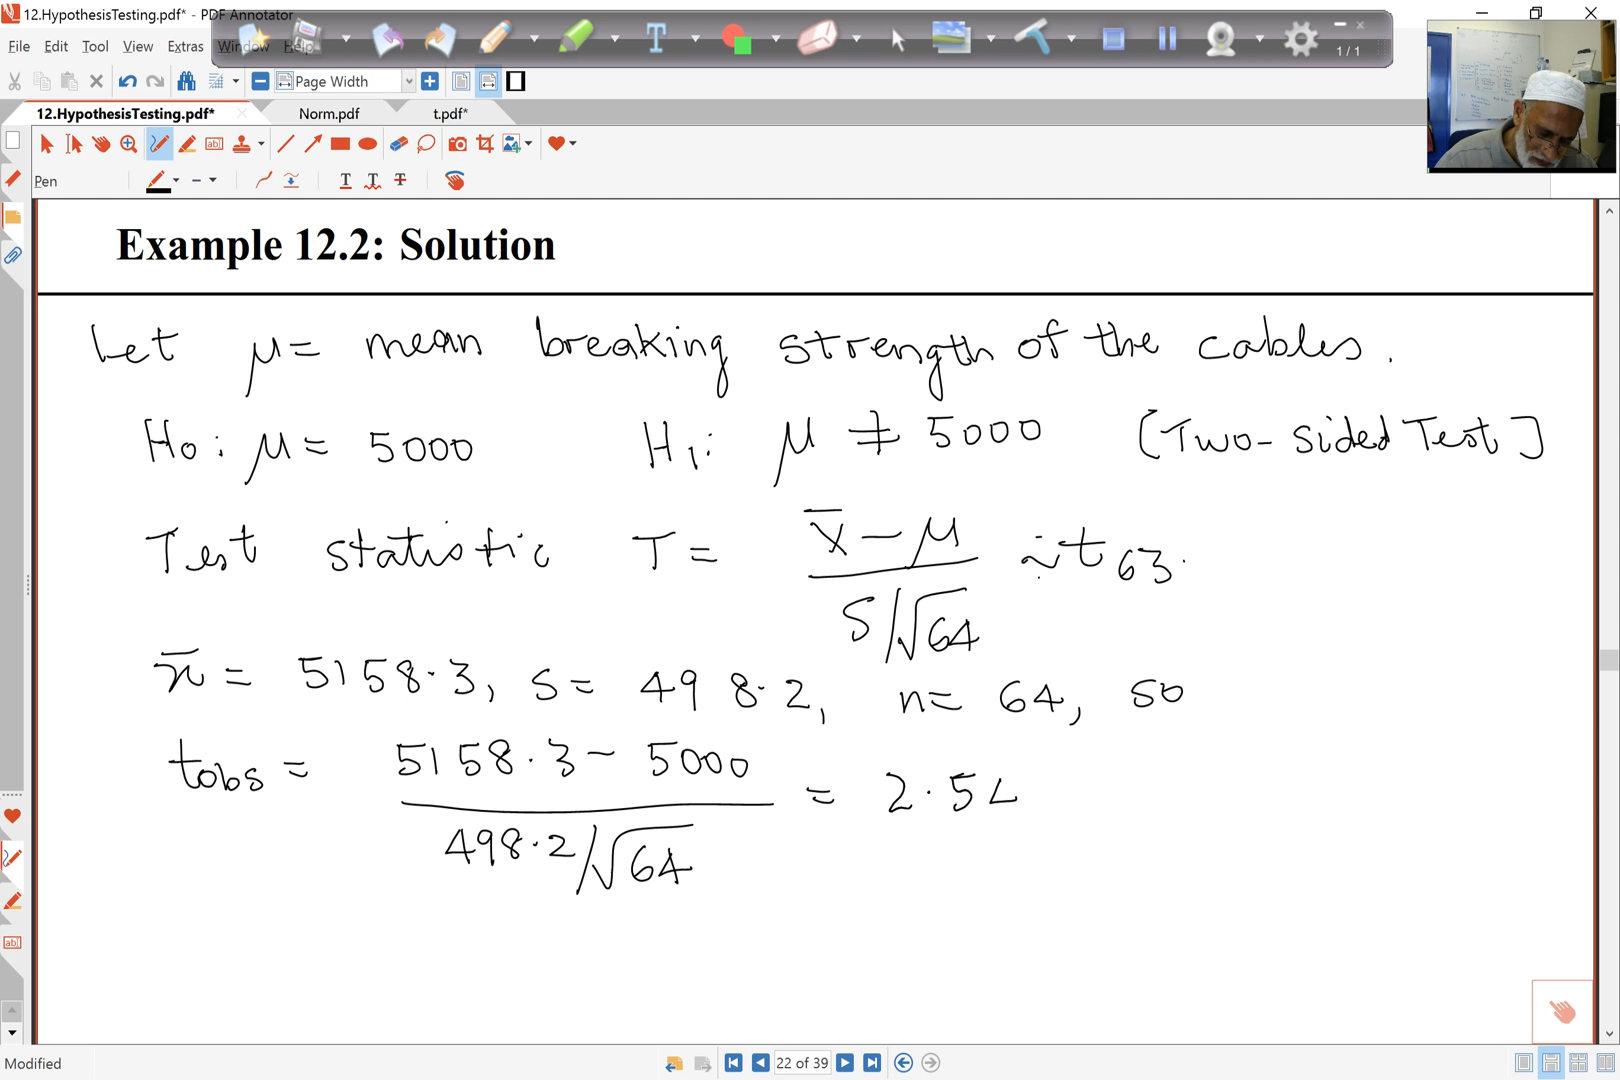 12.HypothesisTesting.pdf* - PDF Annotator
File Edit Tool View Extras Window Help
1 / 1
Page Width
12.HypothesisTesting.pdf* Norm.pdf t.pdf*
Pen
Example 12.2: Solution
Let μ = mean breaking strength of the cables.
H₀: μ = 5000 H₁: μ ≠ 5000 [Two-Sided Test]
Test statistic T = (X̄ − μ) / (S/√64) ∼ t₆₃.
x̄ = 5158.3, s = 498.2, n = 64, so
tobs = (5158.3 − 5000) / (498.2/√64) = 2.5
Modified
22 of 39